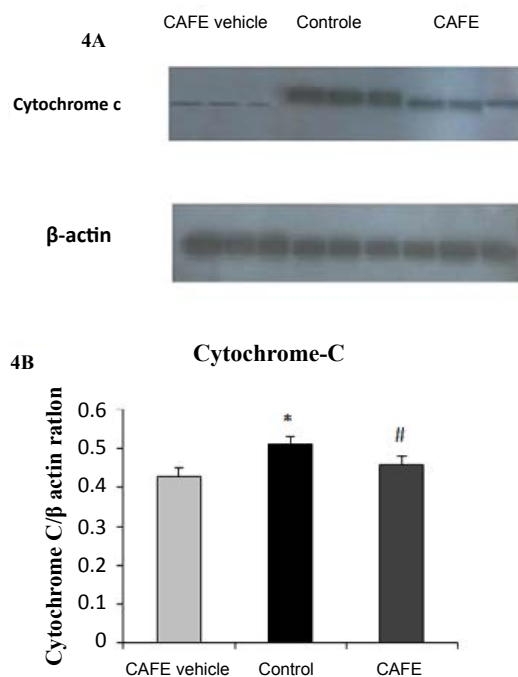 CAFE vehicle Controle CAFE
4A
Cytochrome c
β-actin
4B
Cytochrome-C
Cytochrome C/β actin ration
0.6
0.5
0.4
0.3
0.2
0.1
0
*
#
CAFE vehicle Control CAFE